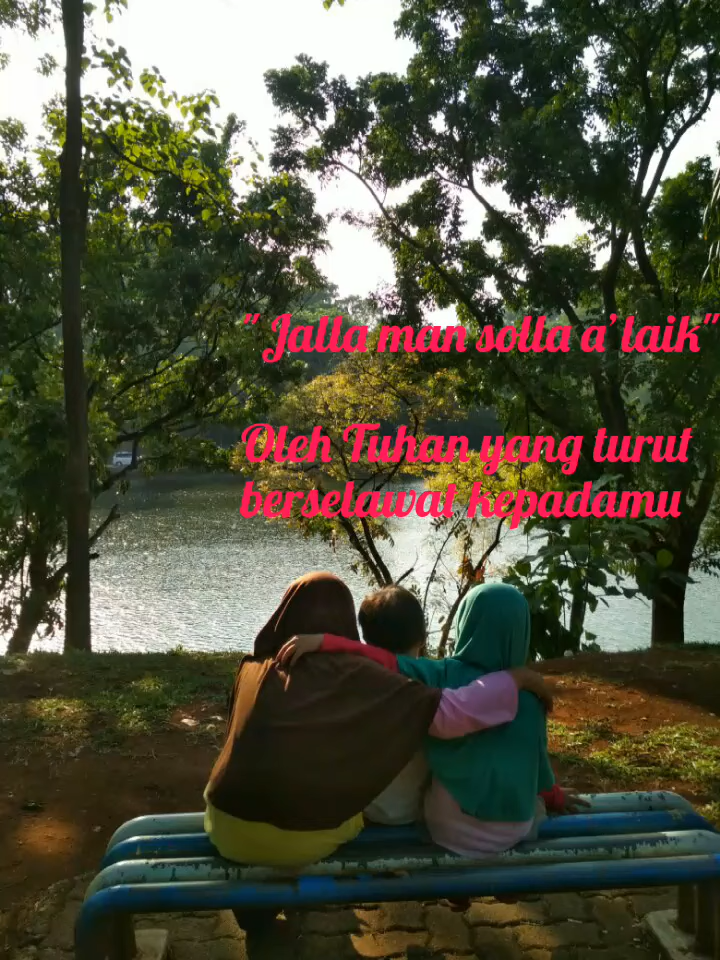 "Jalla man solla a'laik"
Oleh Tuhan yang turut
berselawat kepadamu